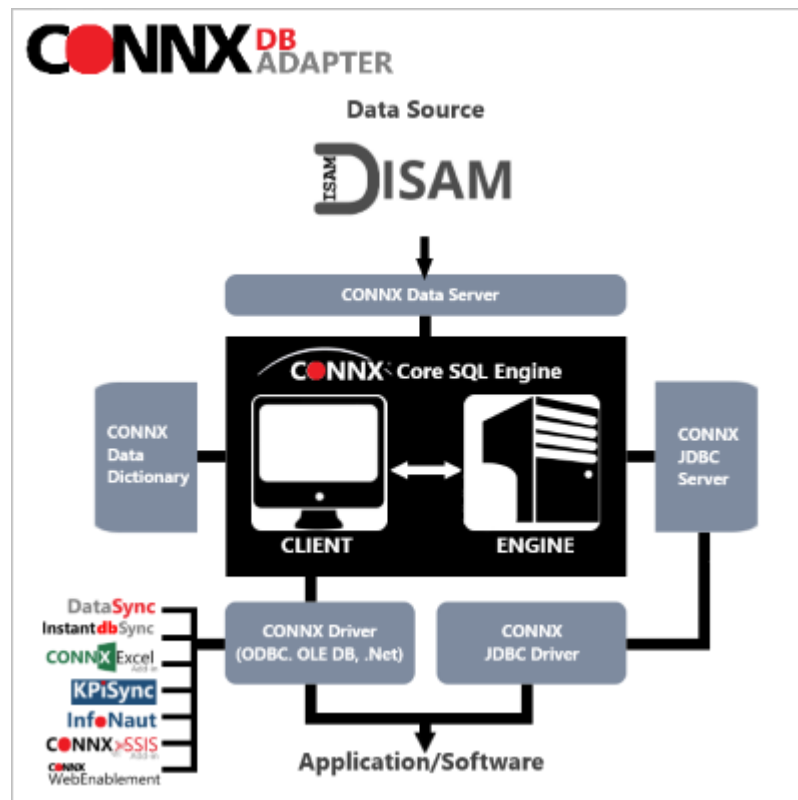 CONNX DB
ADAPTER
Data Source
DISAM
ISAM
CONNX Data Server
CONNX Core SQL Engine
CONNX
Data
Dictionary
CONNX
JDBC
Server
CLIENT
ENGINE
DataSync
InstantdbSync
CONNX Excel
Add-in
KPiSync
InfoNaut
CONNX>SSIS
Add-in
CONNX
WebEnablement
CONNX Driver
(ODBC. OLE DB, .Net)
CONNX
JDBC Driver
Application/Software